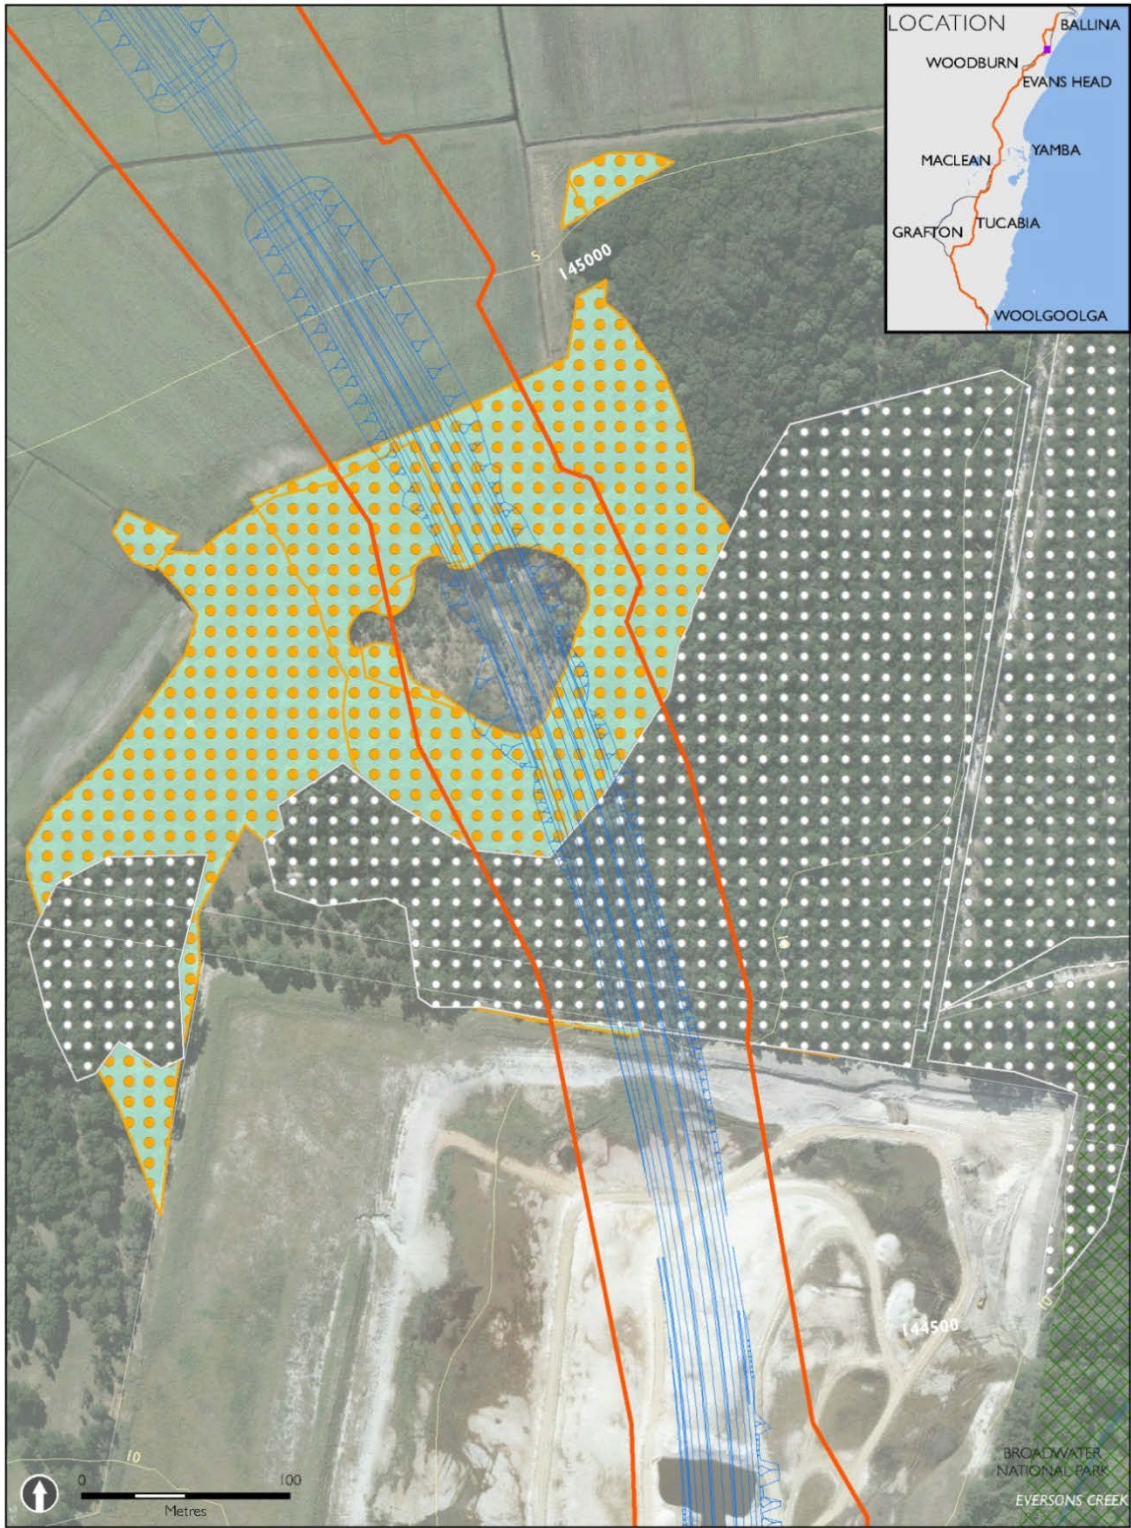 LOCATION
BALLINA
WOODBURN
EVANS HEAD
YAMBA
MACLEAN
TUCABIA
GRAFTON
WOOLGOOLGA
5
145000
10
10
144500
10
BROADWATER
NATIONAL PARK
EVERSONS CREEK
0 100
Metres